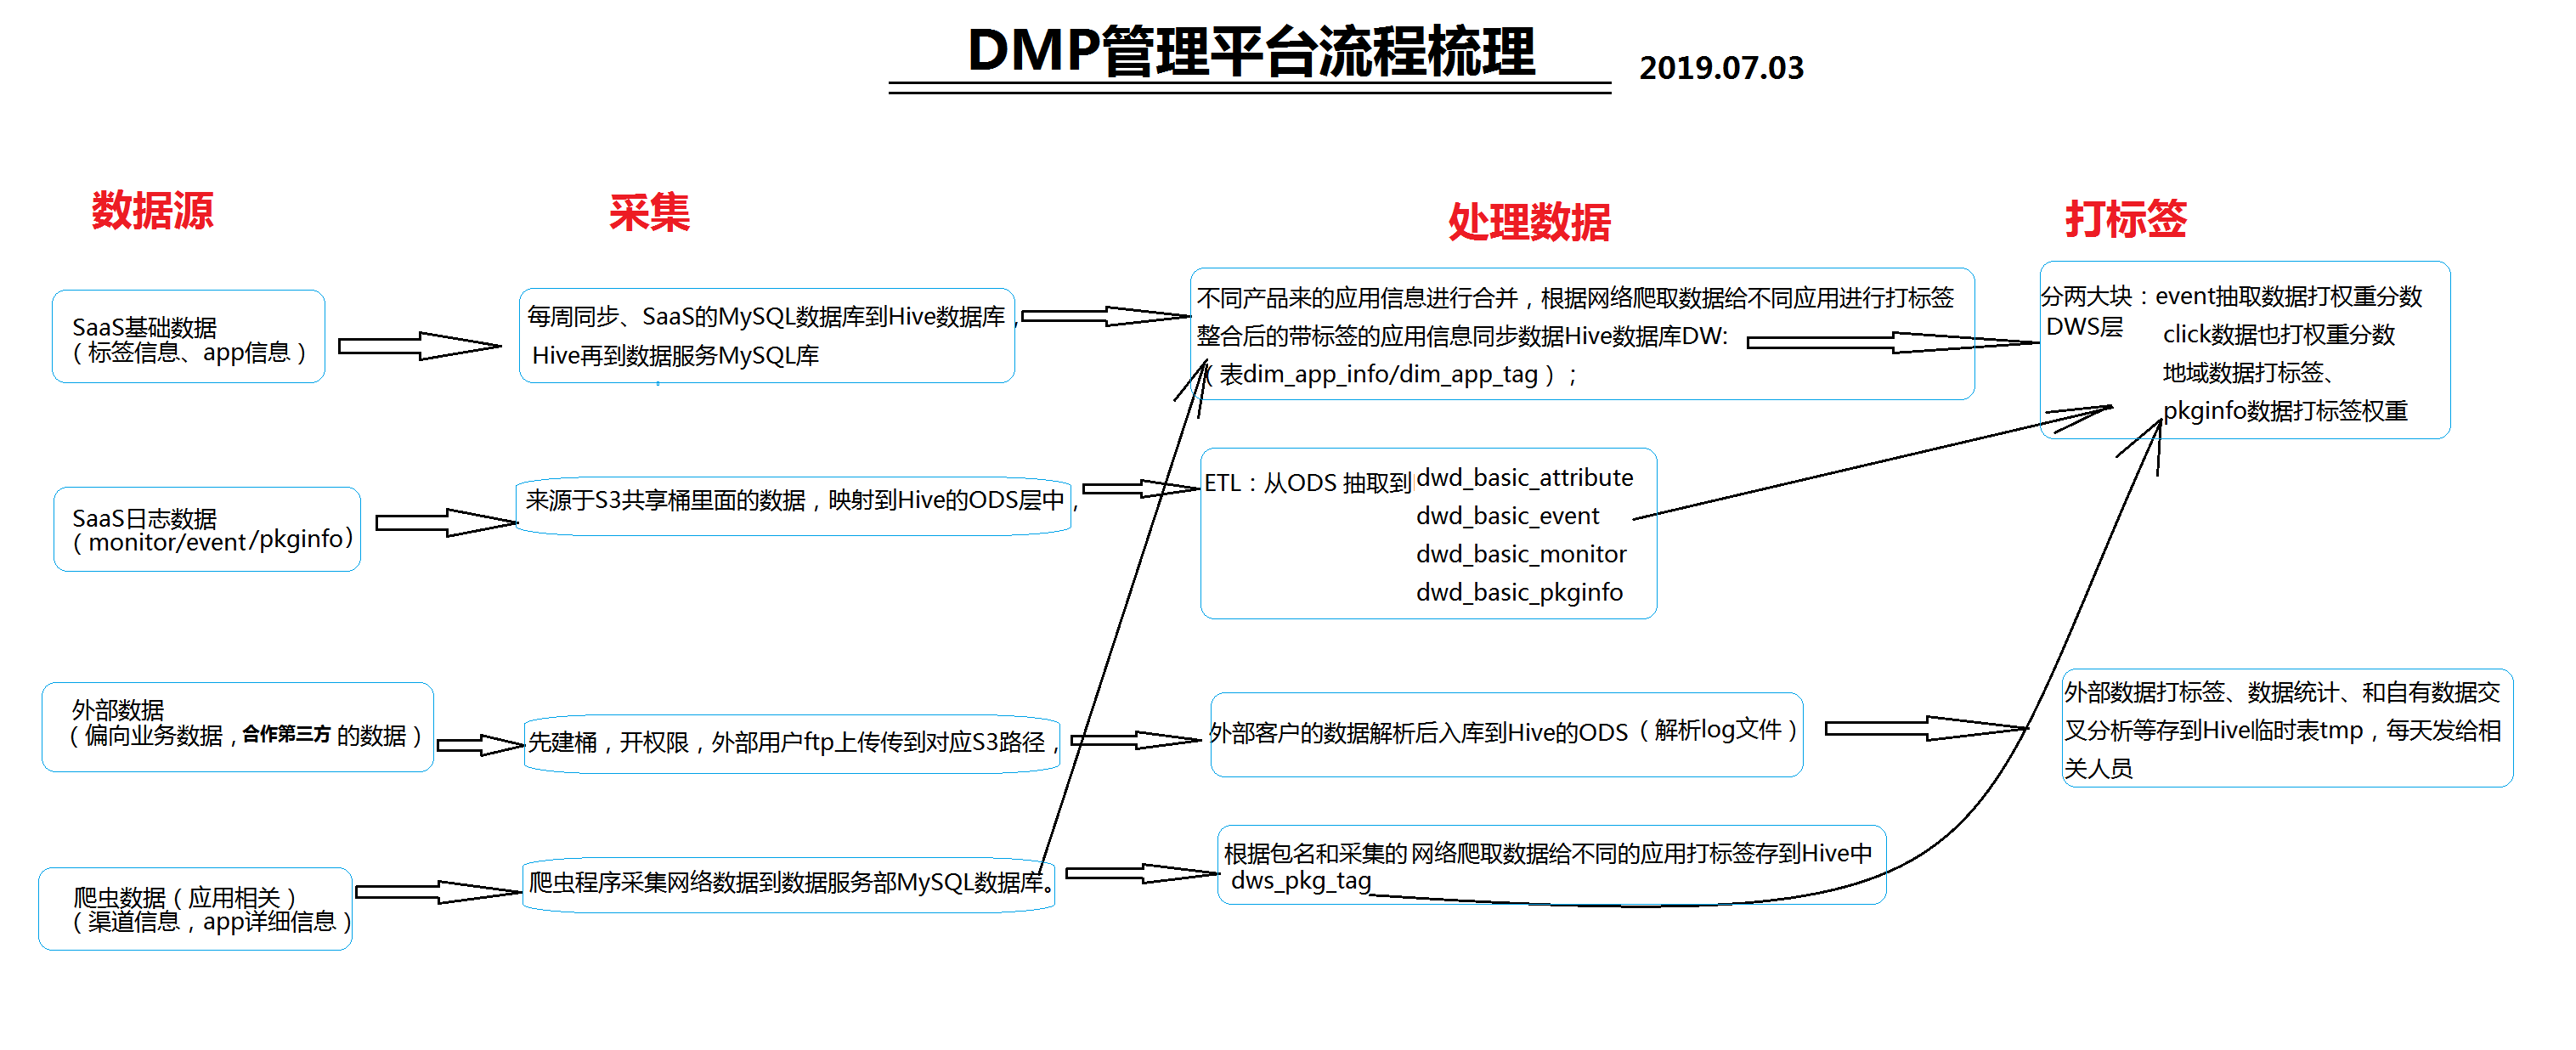 DMP管理平台流程梳理
2019.07.03
数据源
采集
处理数据
打标签
SaaS基础数据
（标签信息、app信息）
每周同步、SaaS的MySQL数据库到Hive数据库，
Hive再到数据服务MySQL库
不同产品来的应用信息进行合并，根据网络爬取数据给不同应用进行打标签
整合后的带标签的应用信息同步数据Hive数据库DW:
（表dim_app_info/dim_app_tag）；
分两大块：event抽取数据打权重分数
DWS层
click数据也打权重分数
地域数据打标签、
pkginfo数据打标签权重
SaaS日志数据
（monitor/event/pkginfo）
来源于S3共享桶里面的数据，映射到Hive的ODS层中，
ETL：从ODS 抽取到dwd_basic_attribute
dwd_basic_event
dwd_basic_monitor
dwd_basic_pkginfo
外部数据
（偏向业务数据，合作第三方 的数据）
先建桶，开权限，外部用户ftp上传传到对应S3路径，
外部客户的数据解析后入库到Hive的ODS（解析log文件）
外部数据打标签、数据统计、和自有数据交
叉分析等存到Hive临时表tmp，每天发给相
关人员
爬虫数据（应用相关）
（渠道信息，app详细信息）
爬虫程序采集网络数据到数据服务部MySQL数据库。
根据包名和采集的 网络爬取数据给不同的应用打标签存到Hive中
dws_pkg_tag